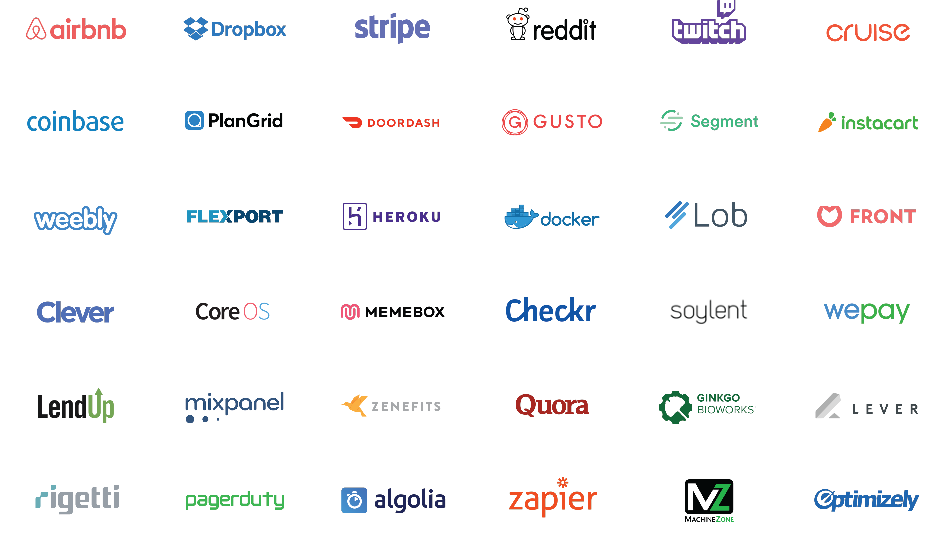 airbnb
Dropbox
stripe
reddit
twitch
cruise
coinbase
PlanGrid
DOORDASH
G GUSTO
Segment
instacart
weebly
FLEXPORT
HEROKU
docker
Lob
FRONT
Clever
CoreOS
MEMEBOX
Checkr
soylent
wepay
LendUp
mixpanel
ZENEFITS
Quora
GINKGO
BIOWORKS
LEVER
rigetti
pagerduty
algolia
zapier
MZ
MACHINEZONE
Optimizely